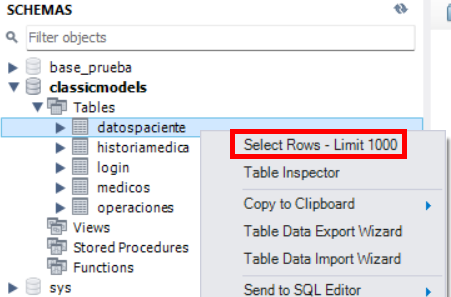 SCHEMAS
Filter objects
base_prueba
classicmodels
Tables
datospaciente
historiamedica
login
medicos
operaciones
Views
Stored Procedures
Functions
sys
Select Rows - Limit 1000
Table Inspector
Copy to Clipboard
Table Data Export Wizard
Table Data Import Wizard
Send to SQL Editor